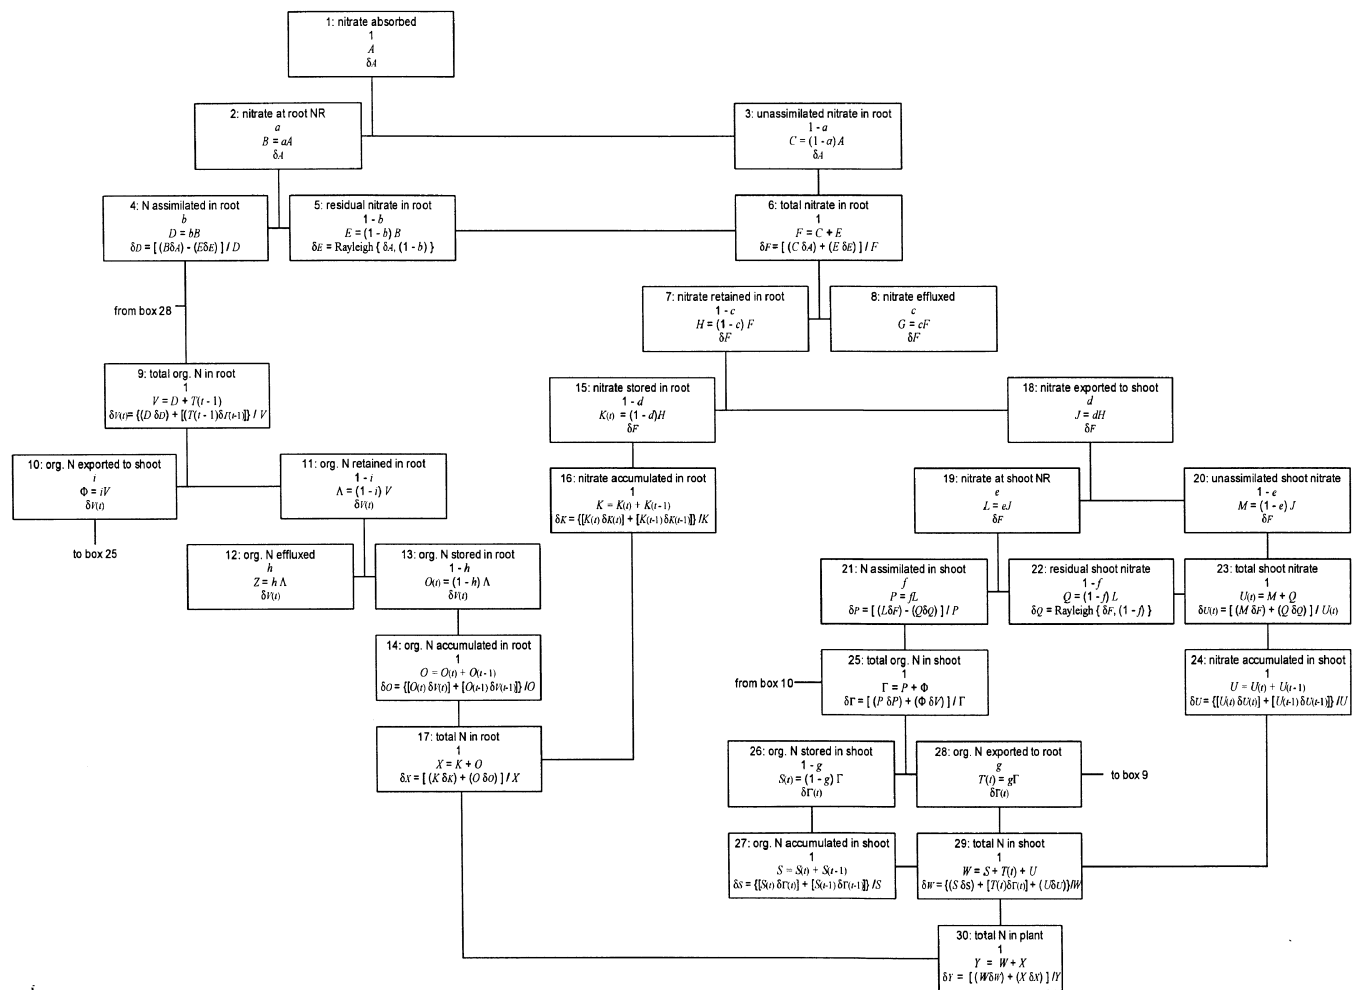 1: nitrate absorbed
1
A
δA
2: nitrate at root NR
a
B = aA
δA
3: unassimilated nitrate in root
1 - a
C = (1 - a) A
δA
4: N assimilated in root
b
D = bB
δD = [ (BδA) - (EδE) ] / D
5: residual nitrate in root
1 - b
E = (1 - b) B
δE = Rayleigh { δA, (1 - b) }
6: total nitrate in root
1
F = C + E
δF = [ (C δA) + (E δE) ] / F
from box 28
7: nitrate retained in root
1 - c
H = (1 - c) F
δF
8: nitrate effluxed
c
G = cF
δF
9: total org. N in root
1
V = D + T(t - 1)
δV(t) = {(D δD) + [(T(t - 1)δΓ(t-1)]} / V
15: nitrate stored in root
1 - d
K(t) = (1 - d)H
δF
18: nitrate exported to shoot
d
J = dH
δF
10: org. N exported to shoot
i
Φ = iV
δV(t)
11: org. N retained in root
1 - i
Λ = (1 - i) V
δV(t)
16: nitrate accumulated in root
1
K = K(t) + K(t-1)
δK = {[K(t) δK(t)] + [K(t-1) δK(t-1)]} /K
19: nitrate at shoot NR
e
L = eJ
δF
20: unassimilated shoot nitrate
1 - e
M = (1 - e) J
δF
to box 25
12: org. N effluxed
h
Z = h Λ
δV(t)
13: org. N stored in root
1 - h
O(t) = (1 - h) Λ
δV(t)
21: N assimilated in shoot
f
P = fL
δP = [ (LδF) - (QδQ) ] / P
22: residual shoot nitrate
1 - f
Q = (1 - f) L
δQ = Rayleigh { δF, (1 - f) }
23: total shoot nitrate
1
U(t) = M + Q
δU(t) = [ (M δF) + (Q δQ) ] / U(t)
14: org. N accumulated in root
1
O = O(t) + O(t-1)
δO = {[O(t) δV(t)] + [O(t-1) δV(t-1)]} /O
from box 10
25: total org. N in shoot
1
Γ = P + Φ
δΓ = [ (P δP) + (Φ δV) ] / Γ
24: nitrate accumulated in shoot
1
U = U(t) + U(t-1)
δU = {[U(t) δU(t)] + [U(t-1) δU(t-1)]} /U
17: total N in root
1
X = K + O
δX = [ (K δK) + (O δO) ] / X
26: org. N stored in shoot
1 - g
S(t) = (1 - g) Γ
δΓ(t)
28: org. N exported to root
g
T(t) = gΓ
δΓ(t)
to box 9
27: org. N accumulated in shoot
1
S = S(t) + S(t-1)
δS = {[S(t) δΓ(t)] + [S(t-1) δΓ(t-1)]} /S
29: total N in shoot
1
W = S + T(t) + U
δW = {(S δS) + [T(t)δΓ(t)] + (UδU)}/W
30: total N in plant
1
Y = W + X
δY = [ (WδW) + (X δX) ] /Y
i